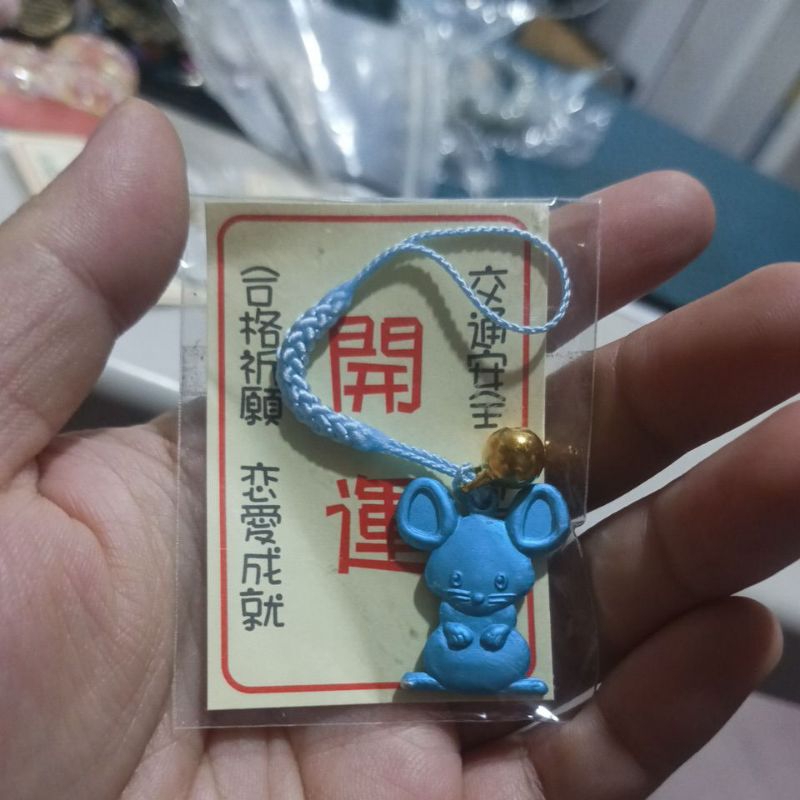 交通安全
開運
合格祈願
恋愛成就